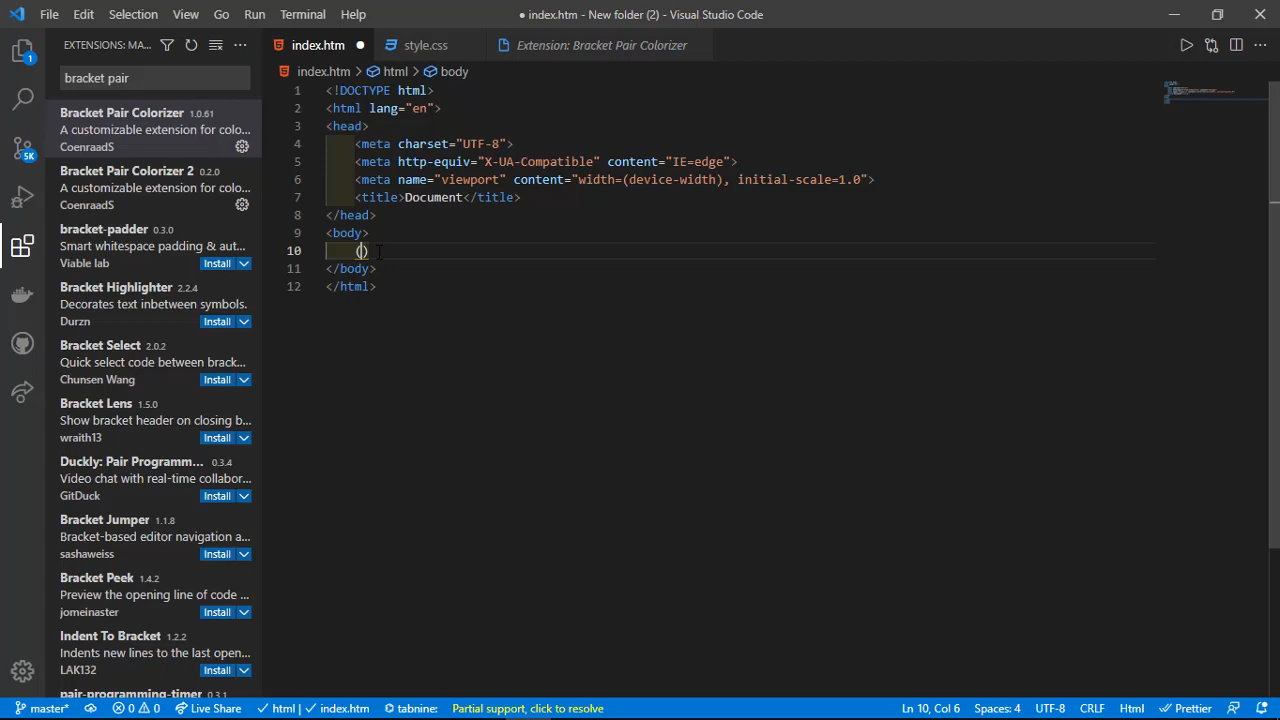 File Edit Selection View Go Run Terminal Help
● index.htm - New folder (2) - Visual Studio Code
EXTENSIONS: MA...
index.htm ●
style.css
Extension: Bracket Pair Colorizer
bracket pair
index.htm > html > body
Bracket Pair Colorizer 1.0.61
A customizable extension for colo...
CoenraadS
Bracket Pair Colorizer 2 0.2.0
A customizable extension for colo...
CoenraadS
bracket-padder 0.3.0
Smart whitespace padding & aut...
Viable lab Install
Bracket Highlighter 2.2.4
Decorates text inbetween symbols.
Durzn Install
Bracket Select 2.0.2
Quick select code between brack...
Chunsen Wang Install
Bracket Lens 1.5.0
Show bracket header on closing b...
wraith13 Install
Duckly: Pair Programm... 0.3.4
Video chat with real-time collabor...
GitDuck Install
Bracket Jumper 1.1.8
Bracket-based editor navigation a...
sashaweiss Install
Bracket Peek 1.4.2
Preview the opening line of code ...
jomeinaster Install
Indent To Bracket 1.2.2
Indents new lines to the last open...
LAK132 Install
pair-programming-timer 0.3.1
1 <!DOCTYPE html>
2 <html lang="en">
3 <head>
4 <meta charset="UTF-8">
5 <meta http-equiv="X-UA-Compatible" content="IE=edge">
6 <meta name="viewport" content="width=(device-width), initial-scale=1.0">
7 <title>Document</title>
8 </head>
9 <body>
10 ()
11 </body>
12 </html>
1
5K
master* 0 0 Live Share html | index.htm tabnine: Partial support, click to resolve Ln 10, Col 6 Spaces: 4 UTF-8 CRLF Html Prettier